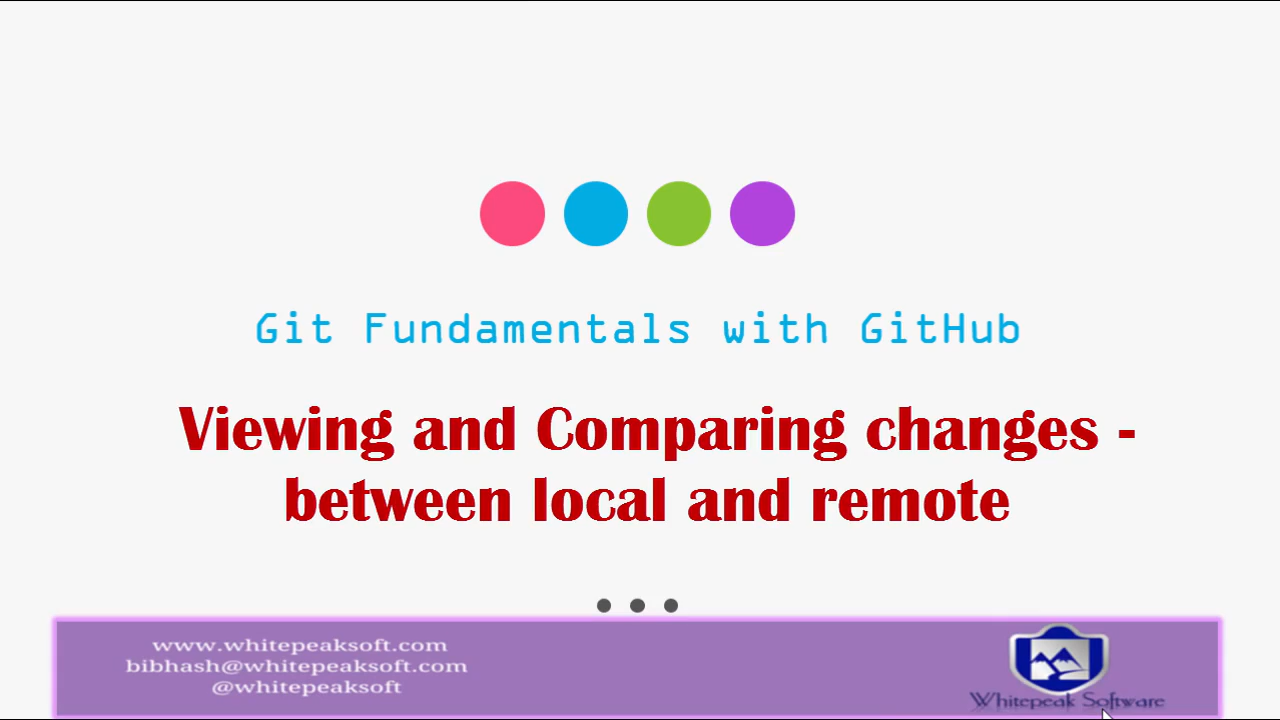 Git Fundamentals with GitHub
Viewing and Comparing changes -
between local and remote
www.whitepeaksoft.com
bibhash@whitepeaksoft.com
@whitepeaksoft
Whitepeak Software